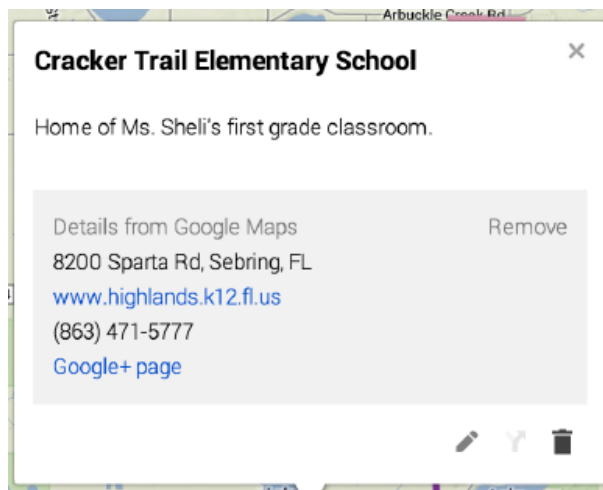 Arbuckle Creek Rd
Cracker Trail Elementary School
Home of Ms. Sheli's first grade classroom.
Details from Google Maps
Remove
8200 Sparta Rd, Sebring, FL
www.highlands.k12.fl.us
(863) 471-5777
Google+ page